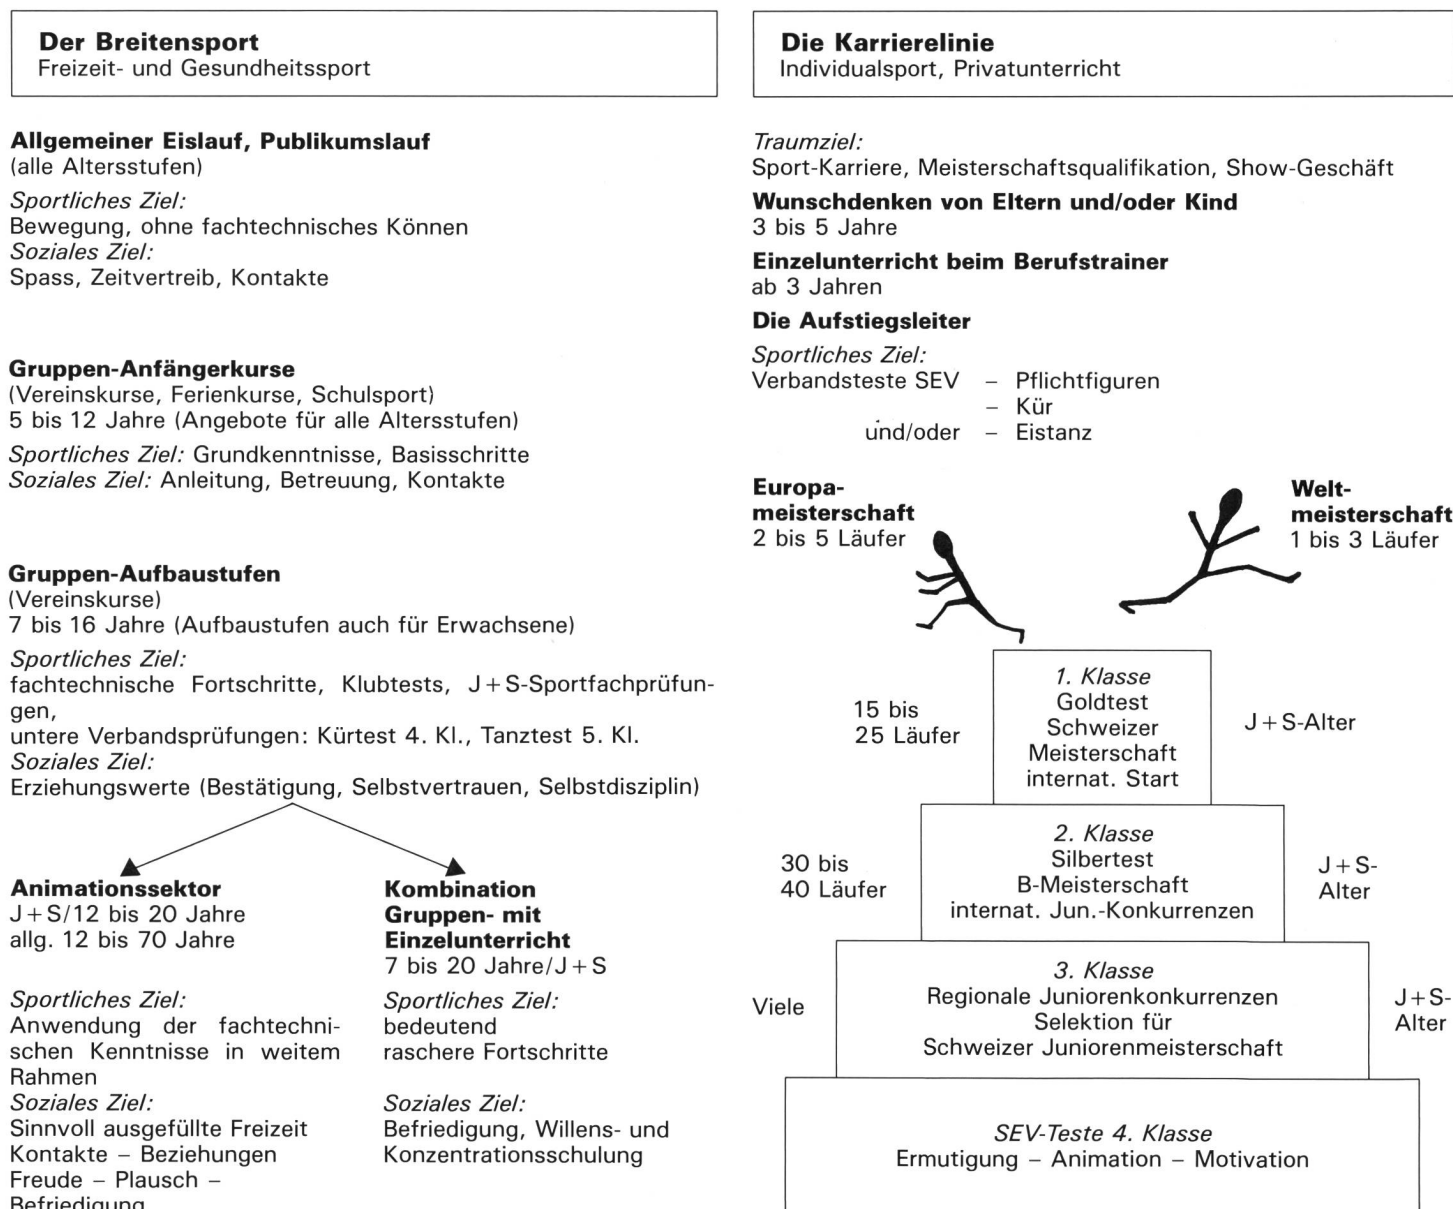 Der Breitensport
Freizeit- und Gesundheitssport
Allgemeiner Eislauf, Publikumslauf
(alle Altersstufen)
Sportliches Ziel:
Bewegung, ohne fachtechnisches Können
Soziales Ziel:
Spass, Zeitvertreib, Kontakte
Gruppen-Anfängerkurse
(Vereinskurse, Ferienkurse, Schulsport)
5 bis 12 Jahre (Angebote für alle Altersstufen)
Sportliches Ziel: Grundkenntnisse, Basisschritte
Soziales Ziel: Anleitung, Betreuung, Kontakte
Gruppen-Aufbaustufen
(Vereinskurse)
7 bis 16 Jahre (Aufbaustufen auch für Erwachsene)
Sportliches Ziel:
fachtechnische Fortschritte, Klubtests, J+S-Sportfachprüfun-
gen,
untere Verbandsprüfungen: Kürtest 4. Kl., Tanztest 5. Kl.
Soziales Ziel:
Erziehungswerte (Bestätigung, Selbstvertrauen, Selbstdisziplin)
Animationssektor
J+S/12 bis 20 Jahre
allg. 12 bis 70 Jahre
Sportliches Ziel:
Anwendung der fachtechni-
schen Kenntnisse in weitem
Rahmen
Soziales Ziel:
Sinnvoll ausgefüllte Freizeit
Kontakte – Beziehungen
Freude – Plausch –
Befriedigung
Kombination
Gruppen- mit
Einzelunterricht
7 bis 20 Jahre/J+S
Sportliches Ziel:
bedeutend
raschere Fortschritte
Soziales Ziel:
Befriedigung, Willens- und
Konzentrationsschulung
Die Karrierelinie
Individualsport, Privatunterricht
Traumziel:
Sport-Karriere, Meisterschaftsqualifikation, Show-Geschäft
Wunschdenken von Eltern und/oder Kind
3 bis 5 Jahre
Einzelunterricht beim Berufstrainer
ab 3 Jahren
Die Aufstiegsleiter
Sportliches Ziel:
Verbandsteste SEV – Pflichtfiguren
– Kür
und/oder – Eistanz
Europa-
meisterschaft
2 bis 5 Läufer
Welt-
meisterschaft
1 bis 3 Läufer
15 bis
25 Läufer
1. Klasse
Goldtest
Schweizer
Meisterschaft
internat. Start
J+S-Alter
30 bis
40 Läufer
2. Klasse
Silbertest
B-Meisterschaft
internat. Jun.-Konkurrenzen
J+S-
Alter
Viele
3. Klasse
Regionale Juniorenkonkurrenzen
Selektion für
Schweizer Juniorenmeisterschaft
J+S-
Alter
SEV-Teste 4. Klasse
Ermutigung – Animation – Motivation